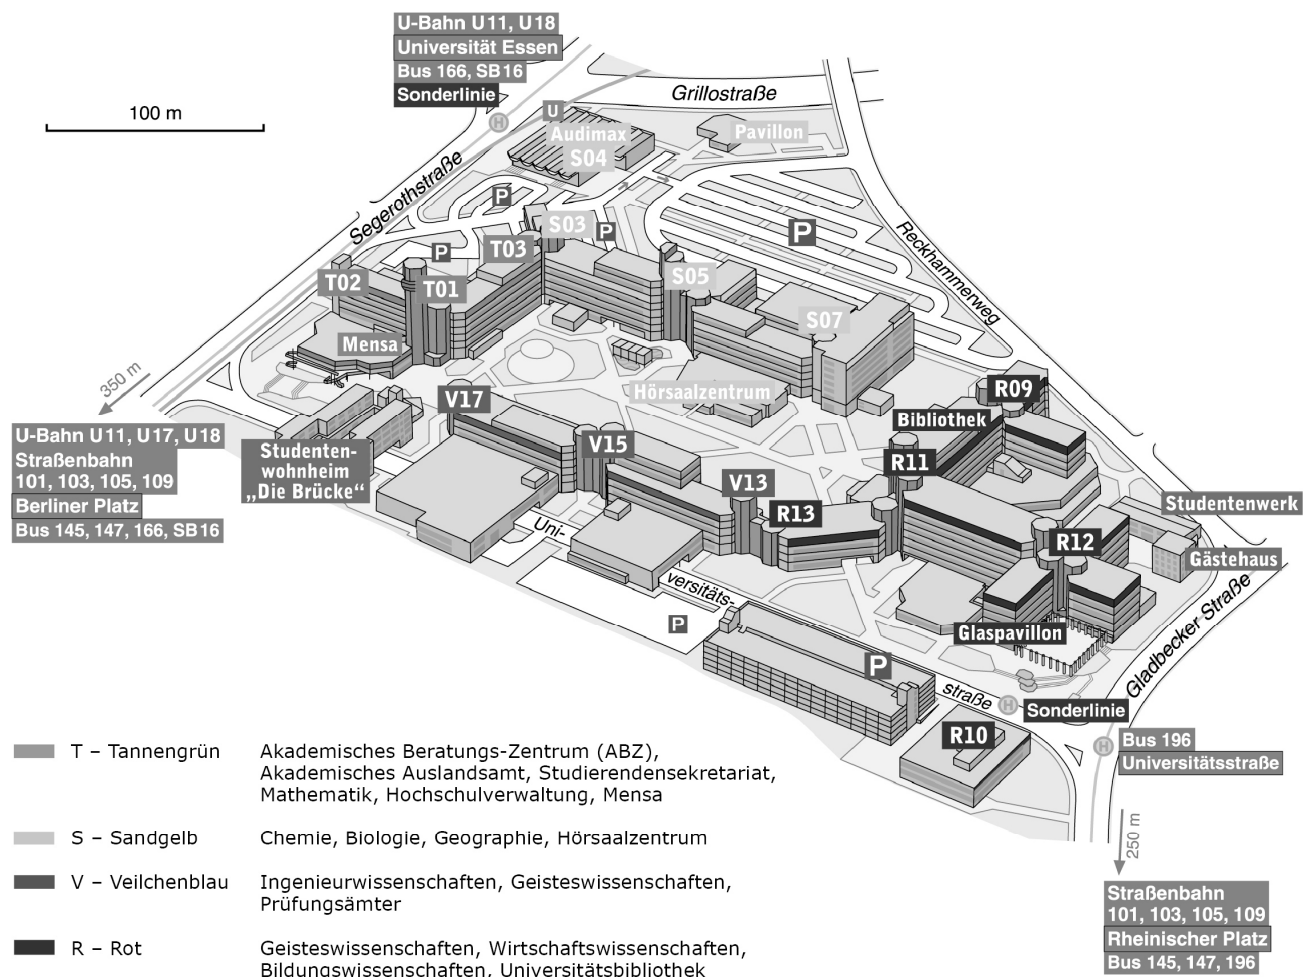 U-Bahn U11, U18
Universität Essen
Bus 166, SB16
Sonderlinie
100 m
Grillostraße
U
H
Audimax
S04
Pavillon
Segerothstraße
P
S03
P
P
T03
P
Reckhammerweg
T02
T01
S05
S07
Mensa
350 m
Hörsaalzentrum
V17
R09
Bibliothek
U-Bahn U11, U17, U18
Straßenbahn
101, 103, 105, 109
Berliner Platz
Bus 145, 147, 166, SB16
Studenten-
wohnheim
„Die Brücke“
V15
R11
V13
R13
Studentenwerk
Uni-
R12
Gästehaus
versitäts-
P
Glaspavillon
Gladbecker Straße
P
straße
H
Sonderlinie
R10
H
Bus 196
Universitätsstraße
250 m
Straßenbahn
101, 103, 105, 109
Rheinischer Platz
Bus 145, 147, 196
T – Tannengrün Akademisches Beratungs-Zentrum (ABZ),
Akademisches Auslandsamt, Studierendensekretariat,
Mathematik, Hochschulverwaltung, Mensa
S – Sandgelb Chemie, Biologie, Geographie, Hörsaalzentrum
V – Veilchenblau Ingenieurwissenschaften, Geisteswissenschaften,
Prüfungsämter
R – Rot Geisteswissenschaften, Wirtschaftswissenschaften,
Bildungswissenschaften, Universitätsbibliothek